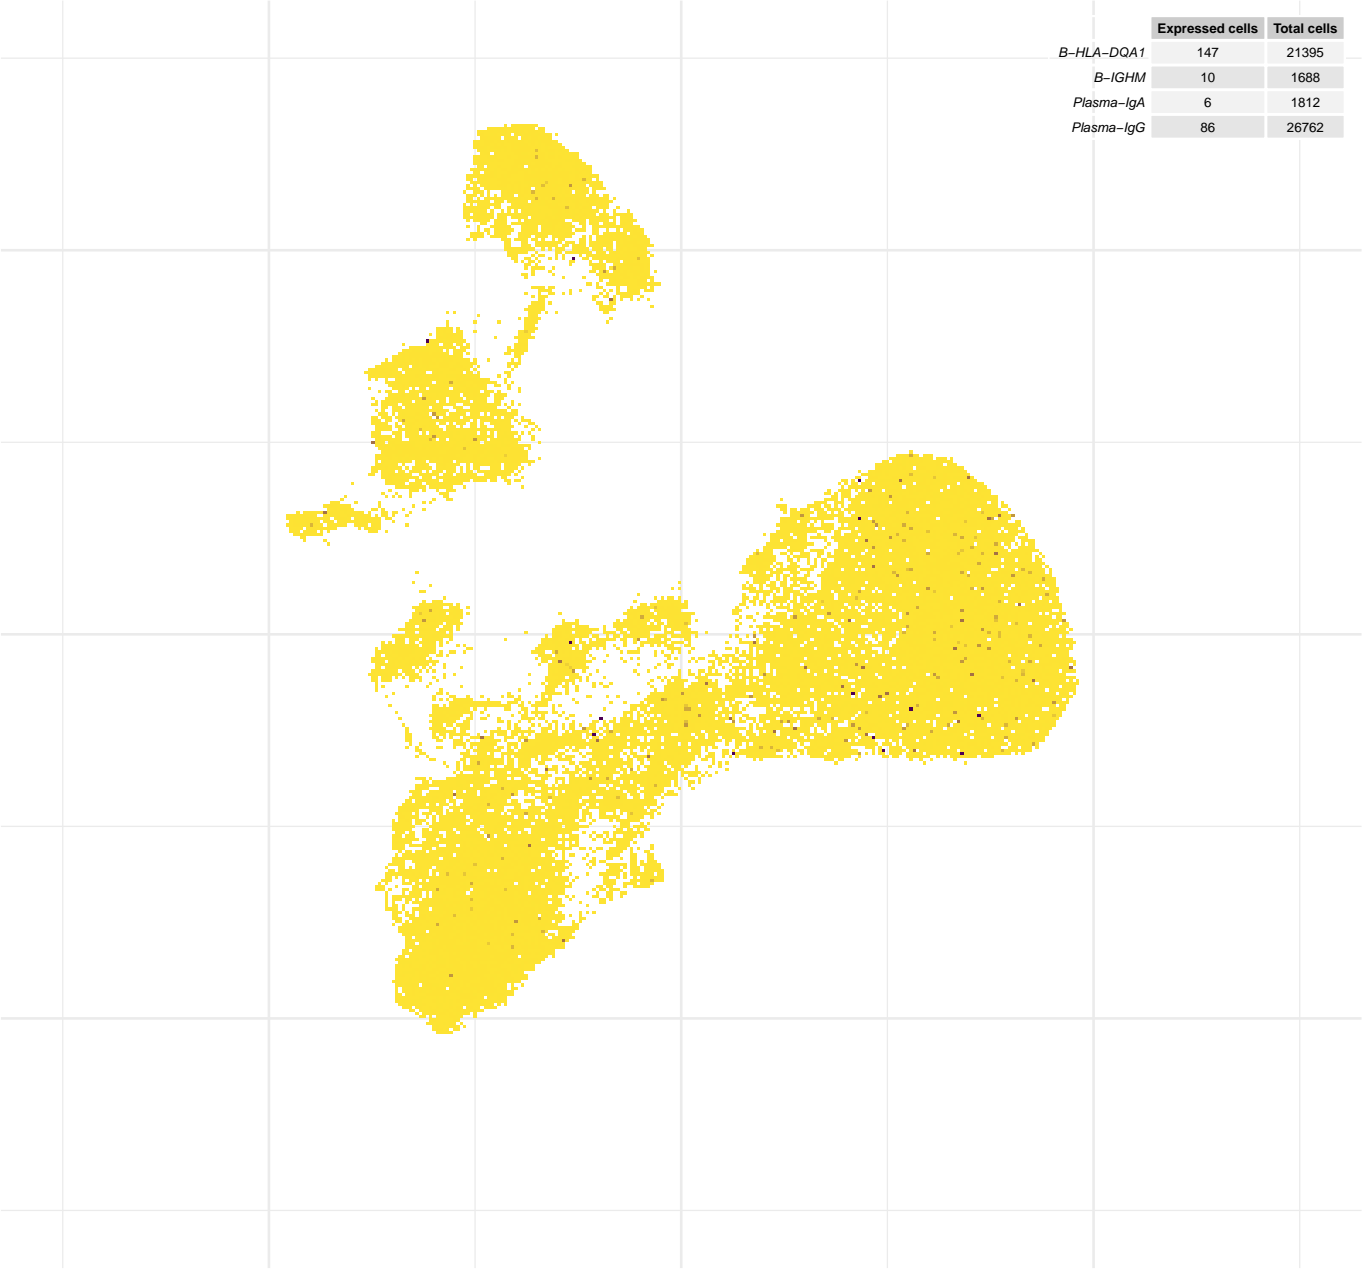 Expressed cells Total cells
B−HLA−DQA1 147 21395
B−IGHM 10 1688
Plasma−IgA 6 1812
Plasma−IgG 86 26762